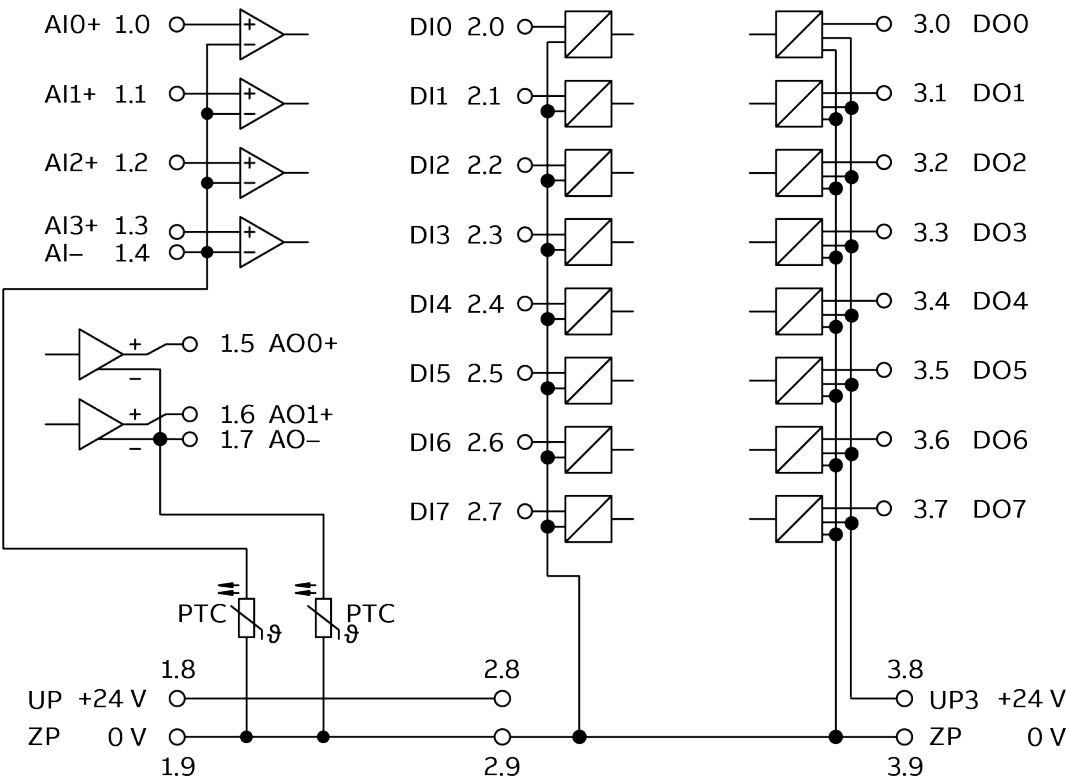 AI0+ 1.0
+
−
AI1+ 1.1
+
−
AI2+ 1.2
+
−
AI3+ 1.3
+
AI− 1.4
−
+
1.5 AO0+
−
+
1.6 AO1+
1.7 AO−
−
DI0 2.0
DI1 2.1
DI2 2.2
DI3 2.3
DI4 2.4
DI5 2.5
DI6 2.6
DI7 2.7
3.0 DO0
3.1 DO1
3.2 DO2
3.3 DO3
3.4 DO4
3.5 DO5
3.6 DO6
3.7 DO7
PTC
ϑ
PTC
ϑ
1.8
2.8
3.8
UP +24 V
UP3 +24 V
ZP 0 V
ZP 0 V
1.9
2.9
3.9